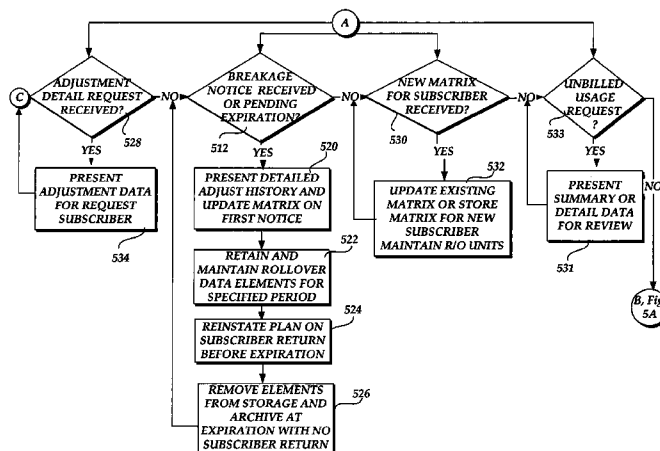 A
C
ADJUSTMENT
DETAIL REQUEST
RECEIVED?
528
NO
YES
PRESENT
ADJUSTMENT DATA
FOR REQUEST
SUBSCRIBER
534
BREAKAGE
NOTICE RECEIVED
OR PENDING
EXPIRATION?
512
NO
YES
520
PRESENT DETAILED
ADJUST HISTORY AND
UPDATE MATRIX ON
FIRST NOTICE
522
RETAIN AND
MAINTAIN ROLLOVER
DATA ELEMENTS FOR
SPECIFIED PERIOD
524
REINSTATE PLAN ON
SUBSCRIBER RETURN
BEFORE EXPIRATION
REMOVE ELEMENTS
FROM STORAGE AND
ARCHIVE AT
EXPIRATION WITH NO
SUBSCRIBER RETURN
526
NEW MATRIX
FOR SUBSCRIBER
RECEIVED?
530
NO
YES
532
UPDATE EXISTING
MATRIX OR STORE
MATRIX FOR NEW
SUBSCRIBER
MAINTAIN R/O UNITS
UNBILLED
USAGE
REQUEST
?
533
YES
NO
PRESENT
SUMMARY OR
DETAIL DATA
FOR REVIEW
531
B, Fig
5A